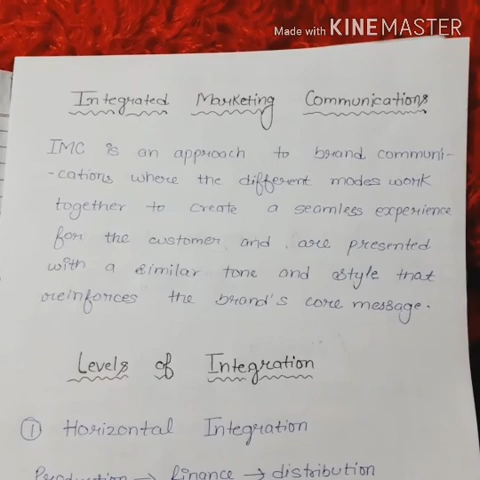 Made with KINEMASTER
Integrated Marketing Communications
IMC is an approach to brand communi-
-cations where the different modes work
together to create a seamless experience
for the customer and are presented
with a similar tone and style that
reinforces the brand's core message.
Levels of Integration
① Horizontal Integration
Production → finance → distribution